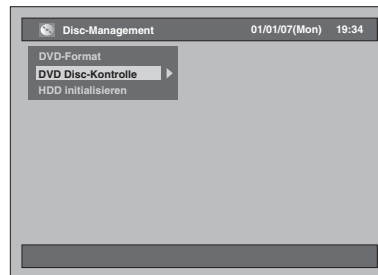 Disc-Management 01/01/07(Mon) 19:34
DVD-Format
DVD Disc-Kontrolle
HDD initialisieren